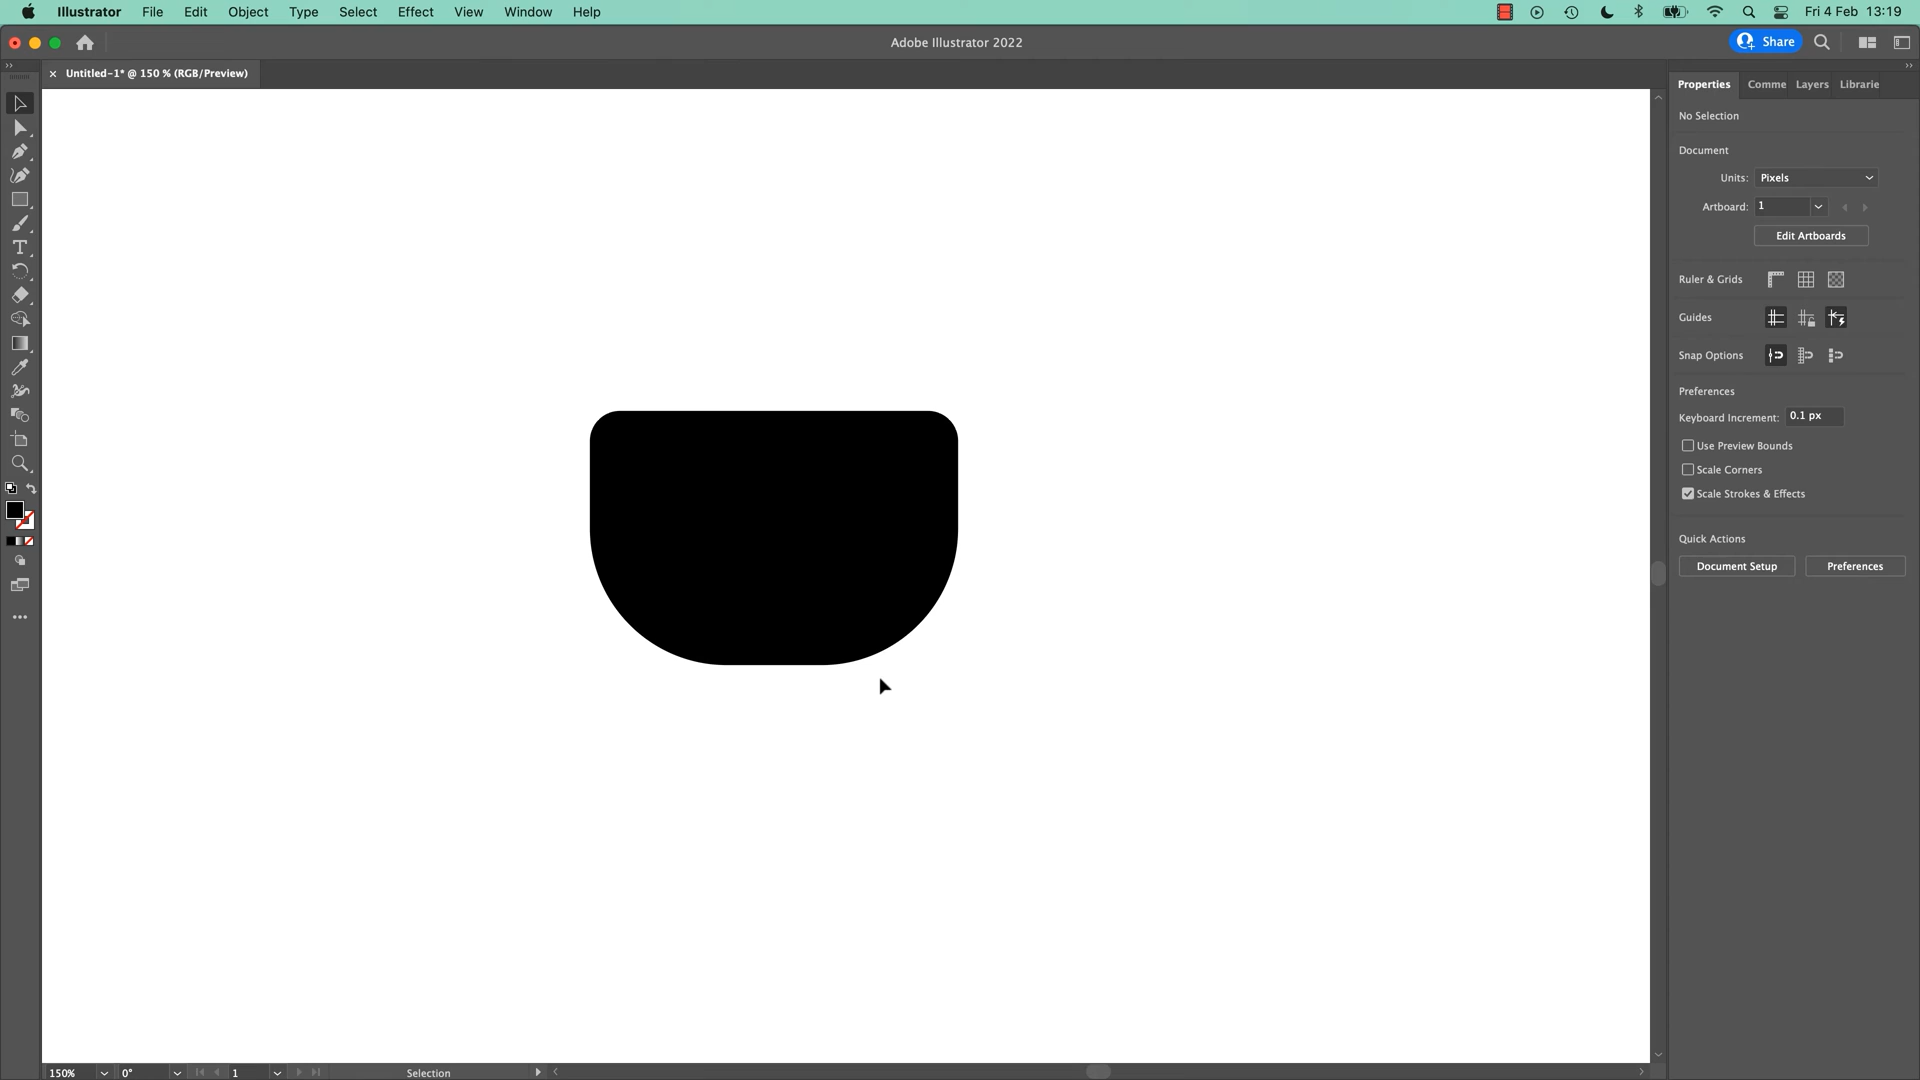 Illustrator File Edit Object Type Select Effect View Window Help Fri 4 Feb 13:19
Adobe Illustrator 2022 Share
Untitled-1* @ 150 % (RGB/Preview)
Properties Comme Layers Librarie
No Selection
Document
Units: Pixels
Artboard: 1
Edit Artboards
Ruler & Grids
Guides
Snap Options
Preferences
Keyboard Increment: 0.1 px
Use Preview Bounds
Scale Corners
Scale Strokes & Effects
Quick Actions
Document Setup Preferences
150% 0° 1 Selection